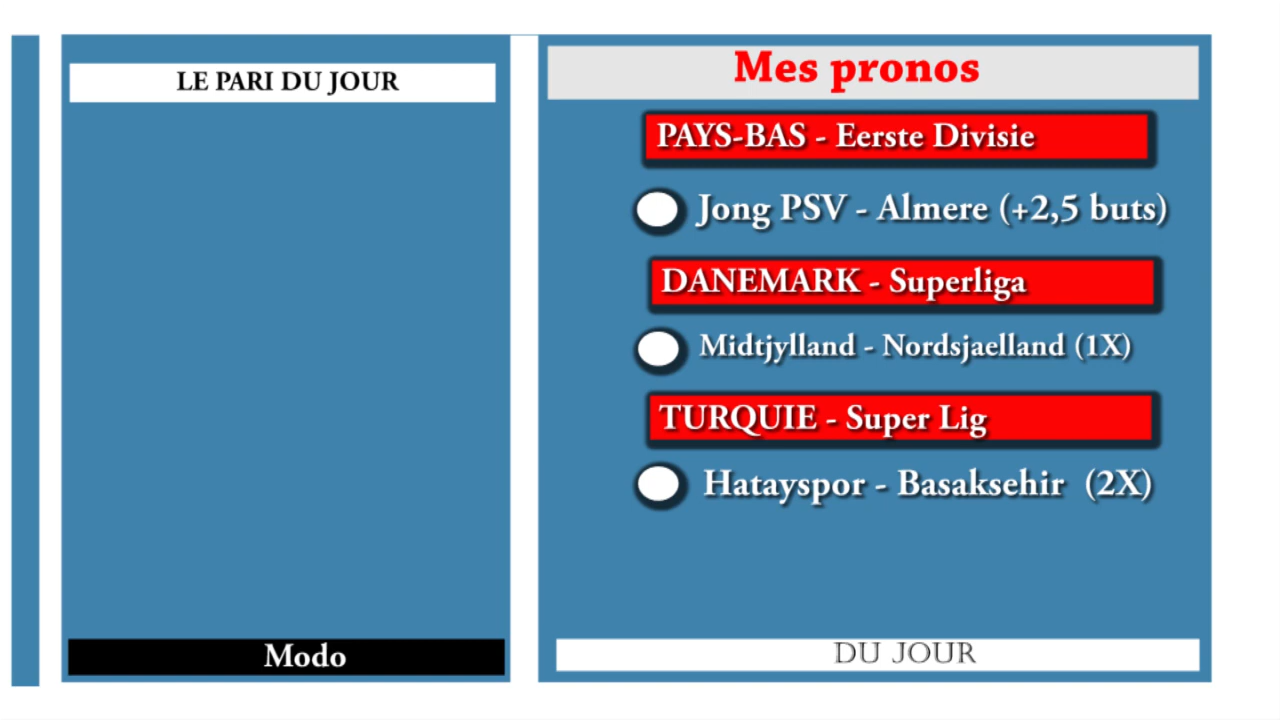 LE PARI DU JOUR
Modo
Mes pronos
PAYS-BAS - Eerste Divisie
Jong PSV - Almere (+2,5 buts)
DANEMARK - Superliga
Midtjylland - Nordsjaelland (1X)
TURQUIE - Super Lig
Hatayspor - Basaksehir (2X)
DU JOUR